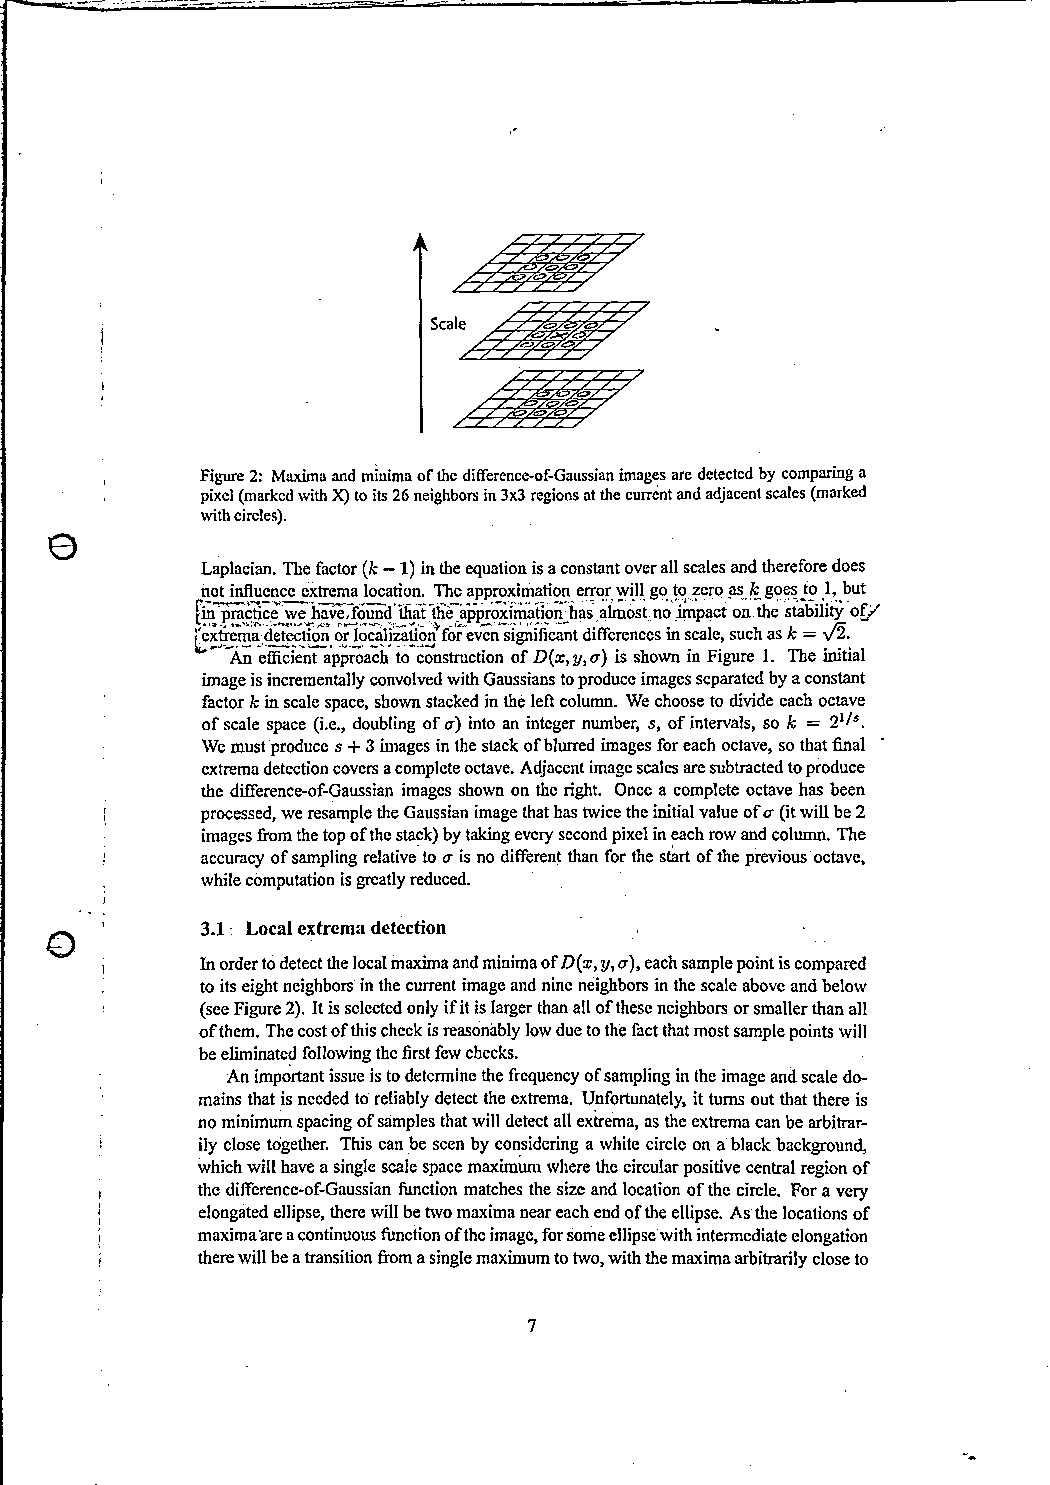 Scale
Figure 2: Maxima and minima of the difference-of-Gaussian images are detected by comparing a
pixel (marked with X) to its 26 neighbors in 3x3 regions at the current and adjacent scales (marked
with circles).
Laplacian. The factor (k − 1) in the equation is a constant over all scales and therefore does
not influence extrema location. The approximation error will go to zero as k goes to 1, but
in practice we have found that the approximation has almost no impact on the stability of
extrema detection or localization for even significant differences in scale, such as k = √2.
An efficient approach to construction of D(x, y, σ) is shown in Figure 1. The initial
image is incrementally convolved with Gaussians to produce images separated by a constant
factor k in scale space, shown stacked in the left column. We choose to divide each octave
of scale space (i.e., doubling of σ) into an integer number, s, of intervals, so k = 2^{1/s}.
We must produce s + 3 images in the stack of blurred images for each octave, so that final
extrema detection covers a complete octave. Adjacent image scales are subtracted to produce
the difference-of-Gaussian images shown on the right. Once a complete octave has been
processed, we resample the Gaussian image that has twice the initial value of σ (it will be 2
images from the top of the stack) by taking every second pixel in each row and column. The
accuracy of sampling relative to σ is no different than for the start of the previous octave,
while computation is greatly reduced.
3.1 Local extrema detection
In order to detect the local maxima and minima of D(x, y, σ), each sample point is compared
to its eight neighbors in the current image and nine neighbors in the scale above and below
(see Figure 2). It is selected only if it is larger than all of these neighbors or smaller than all
of them. The cost of this check is reasonably low due to the fact that most sample points will
be eliminated following the first few checks.
An important issue is to determine the frequency of sampling in the image and scale do-
mains that is needed to reliably detect the extrema. Unfortunately, it turns out that there is
no minimum spacing of samples that will detect all extrema, as the extrema can be arbitrar-
ily close together. This can be seen by considering a white circle on a black background,
which will have a single scale space maximum where the circular positive central region of
the difference-of-Gaussian function matches the size and location of the circle. For a very
elongated ellipse, there will be two maxima near each end of the ellipse. As the locations of
maxima are a continuous function of the image, for some ellipse with intermediate elongation
there will be a transition from a single maximum to two, with the maxima arbitrarily close to
7